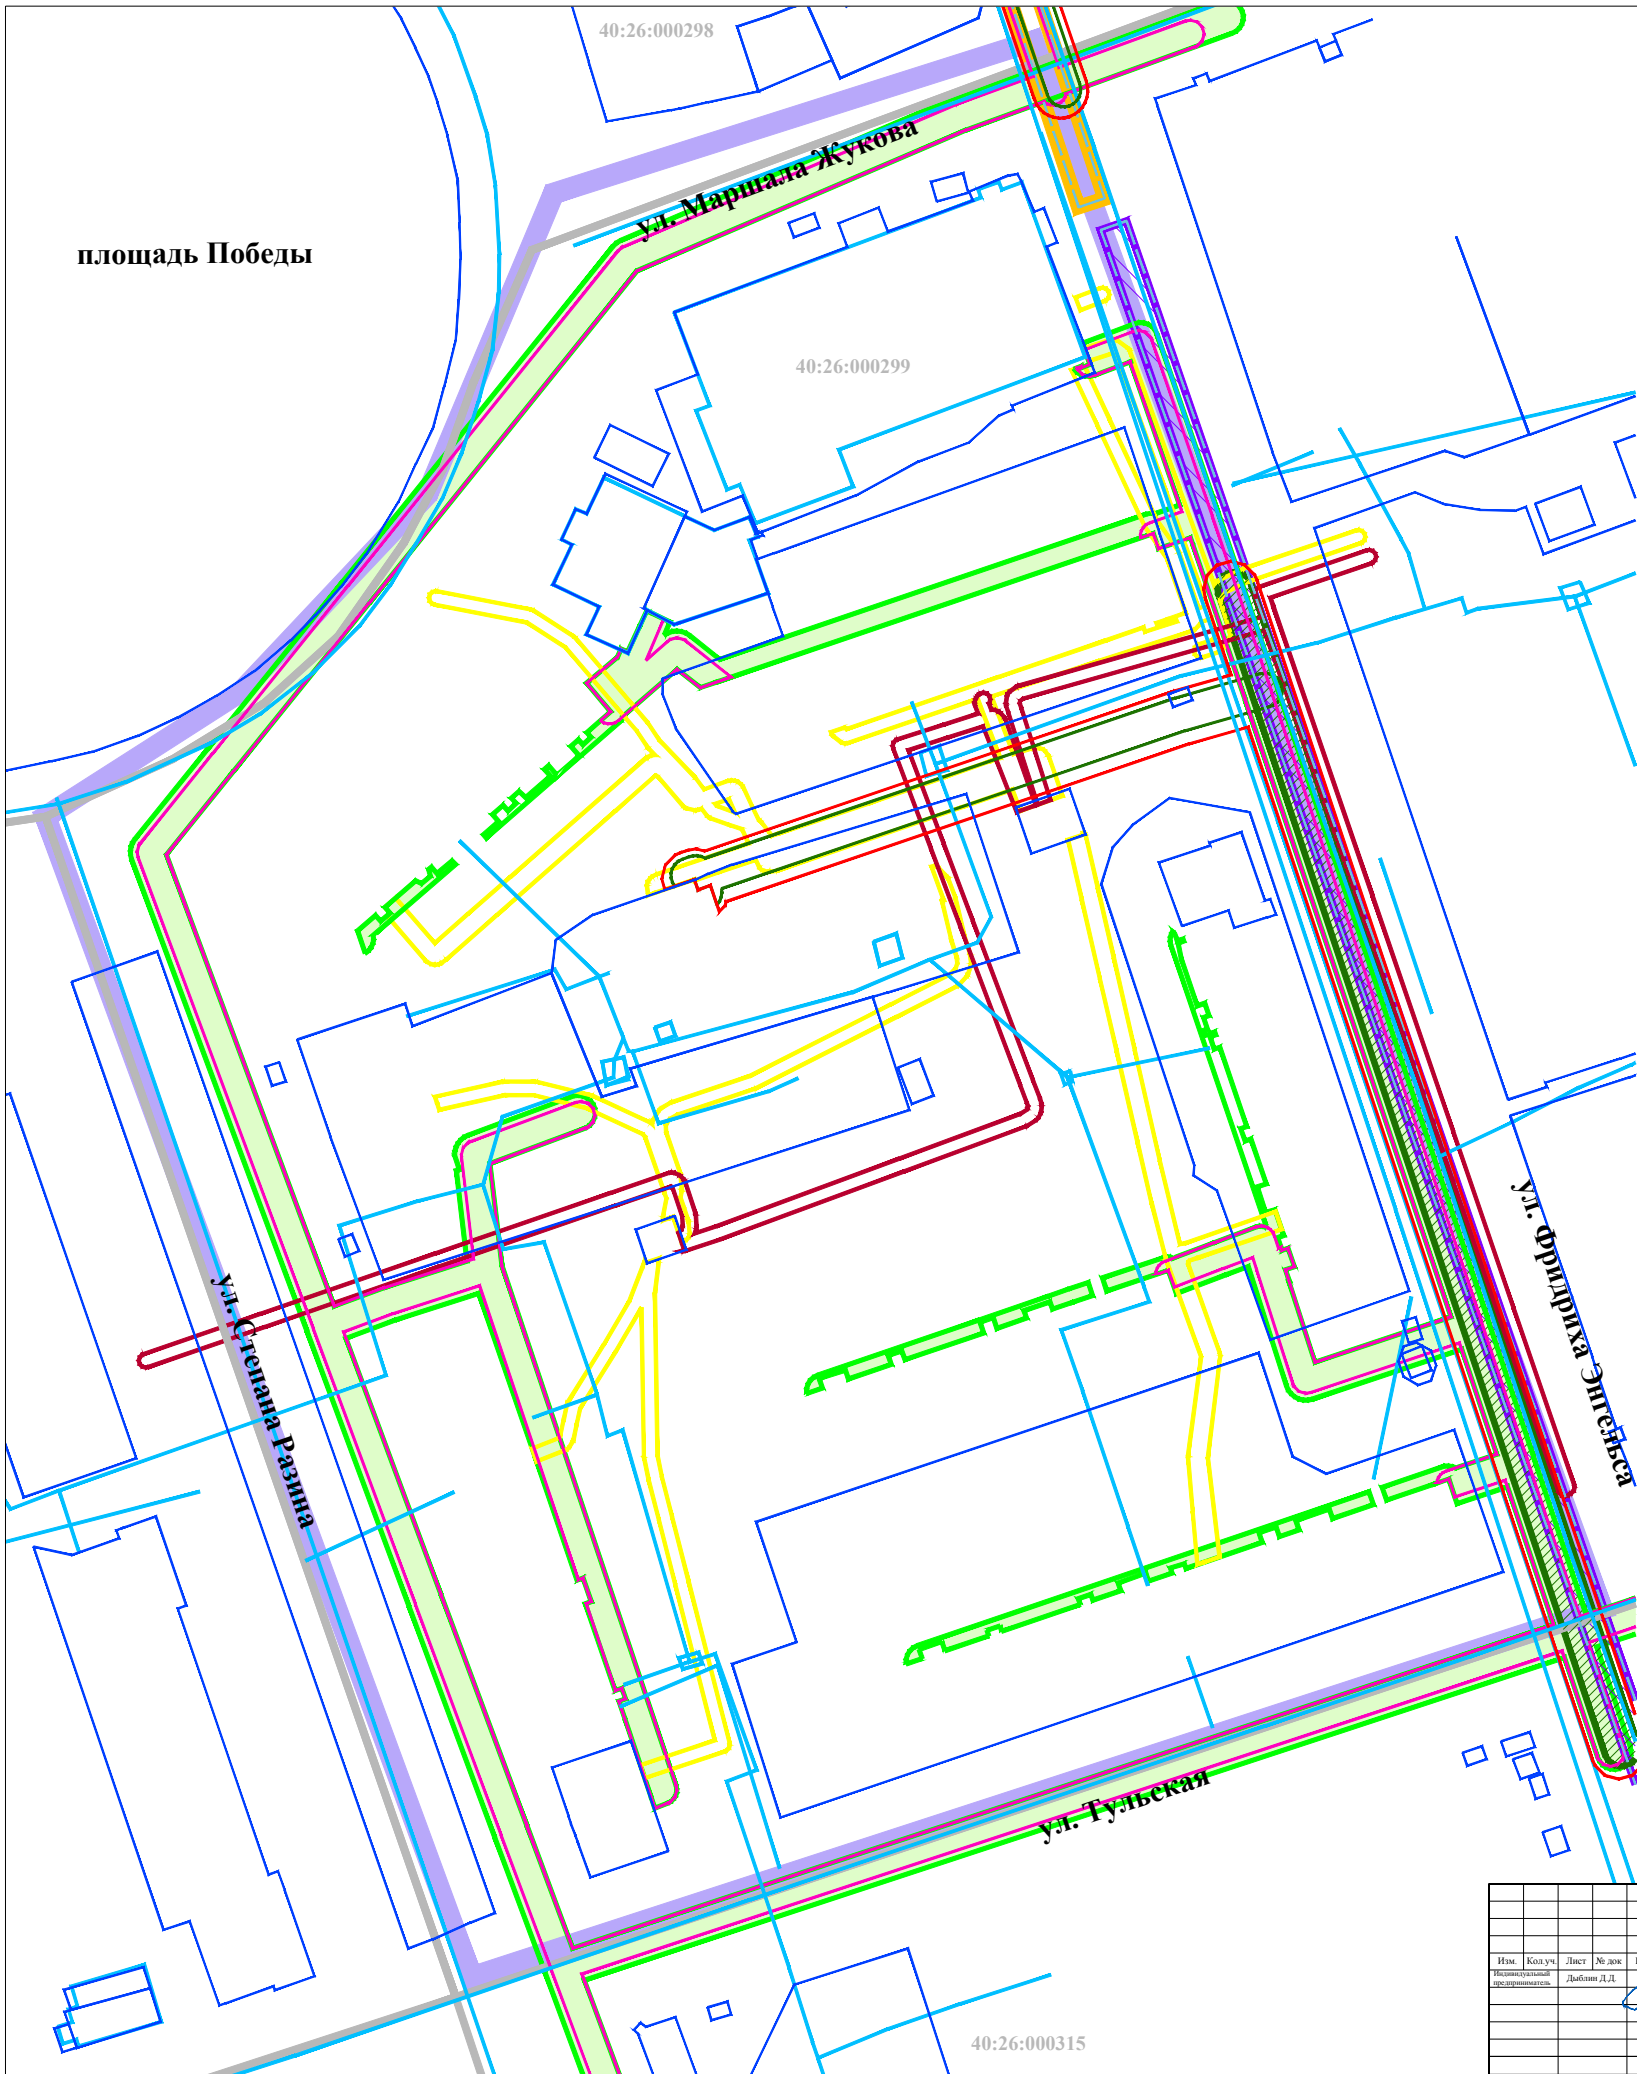 40:26:000298
ул. Маршала Жукова
площадь Победы
40:26:000299
ул. Фридриха Энгельса
ул. Степана Разина
ул. Тульская
Изм. Кол.уч. Лист № док
Индивидуальный
предприниматель
Дыблин Д.Д.
40:26:000315